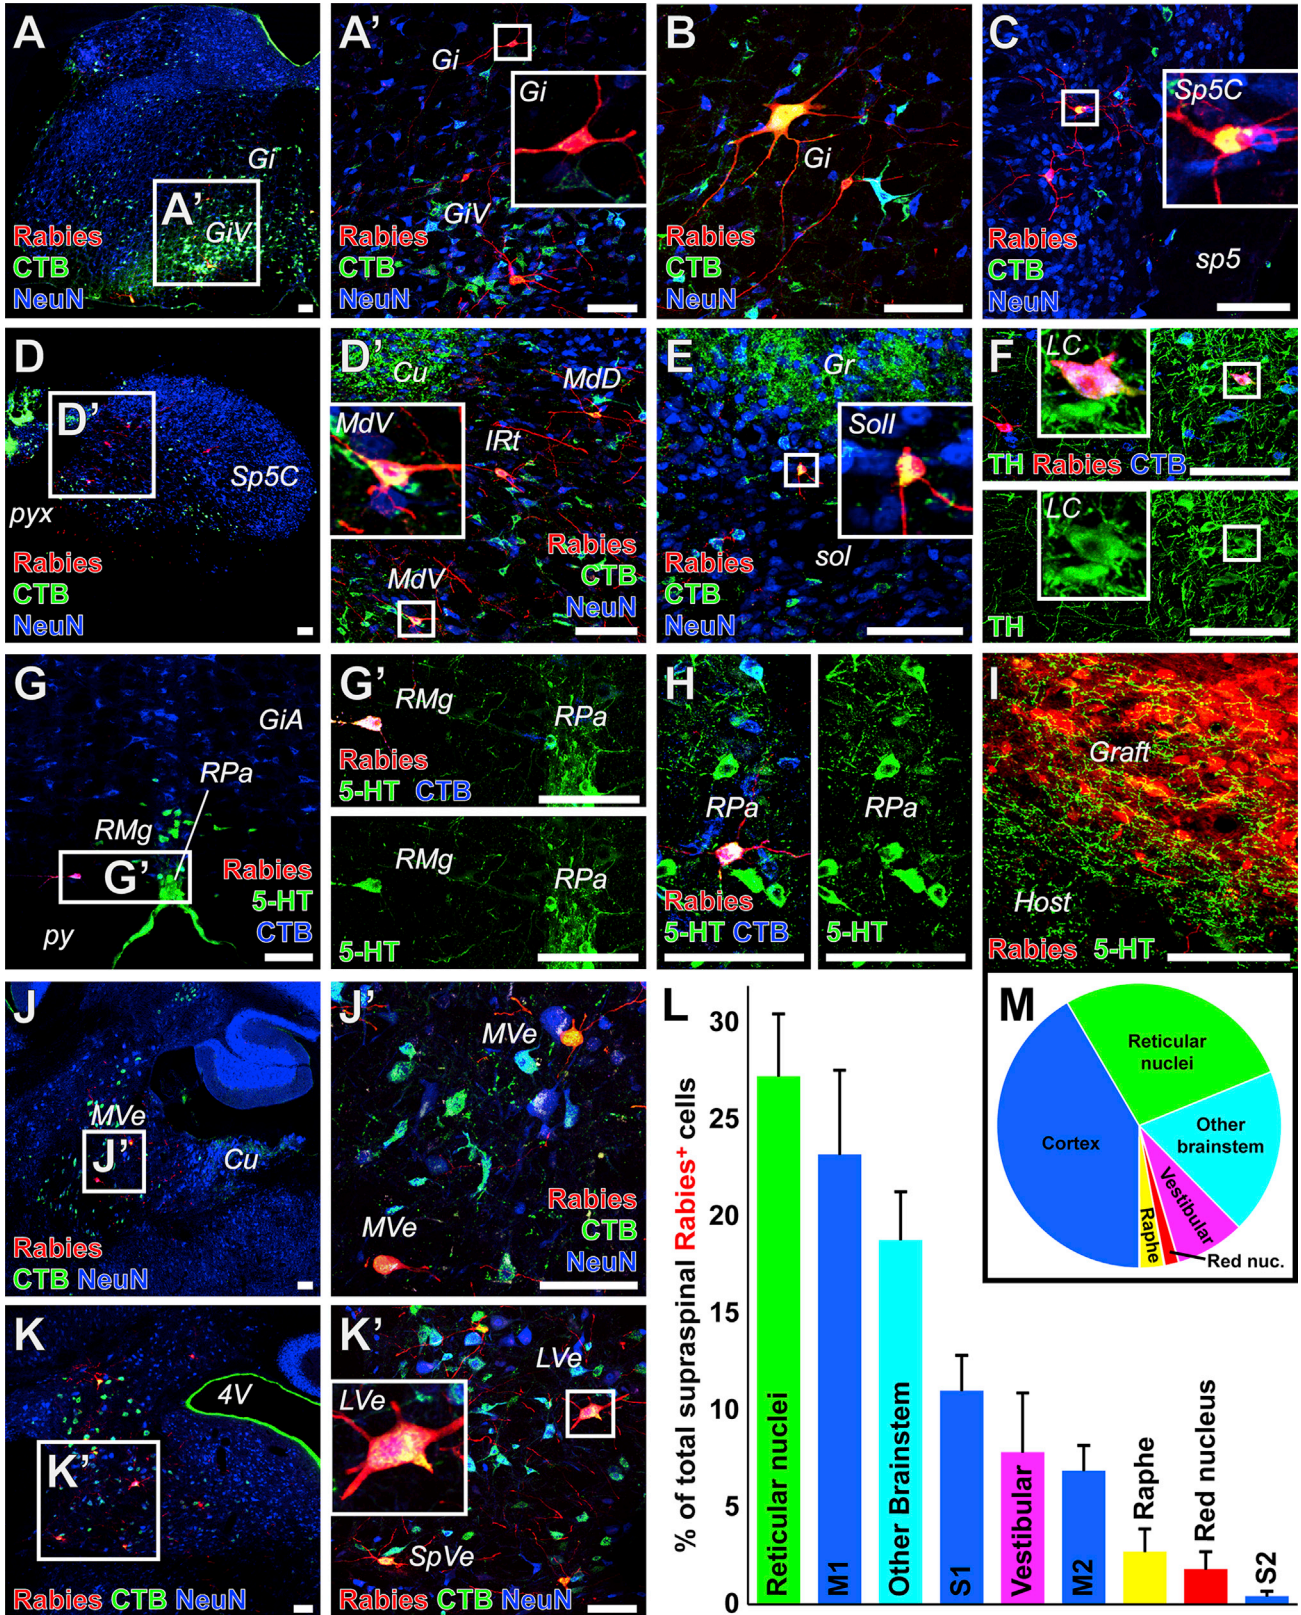 A
Gi
A'
GiV
Rabies
CTB
NeuN
A'
Gi
Gi
GiV
Rabies
CTB
NeuN
B
Gi
Rabies
CTB
NeuN
C
Sp5C
Rabies
CTB
sp5
NeuN
D
D'
Sp5C
pyx
Rabies
CTB
NeuN
D'
Cu
MdD
MdV
IRt
Rabies
CTB
MdV
NeuN
E
Gr
SolI
Rabies
sol
CTB
NeuN
F
LC
TH Rabies CTB
LC
TH
G
GiA
RPa
RMg
G'
Rabies
5-HT
py
CTB
G'
RMg
RPa
Rabies
5-HT CTB
RMg
RPa
5-HT
H
RPa
Rabies
5-HT CTB
RPa
5-HT
I
Graft
Host
Rabies 5-HT
J
MVe
J'
Cu
Rabies
CTB NeuN
J'
MVe
Rabies
MVe
CTB
NeuN
K
4V
K'
Rabies CTB NeuN
K'
LVe
LVe
SpVe
Rabies CTB NeuN
L
% of total supraspinal Rabies+ cells
30
25
20
15
10
5
0
Reticular nuclei
M1
Other Brainstem
S1
Vestibular
M2
Raphe
Red nucleus
S2
M
Reticular
nuclei
Other
brainstem
Cortex
Vestibular
Raphe
Red nuc.